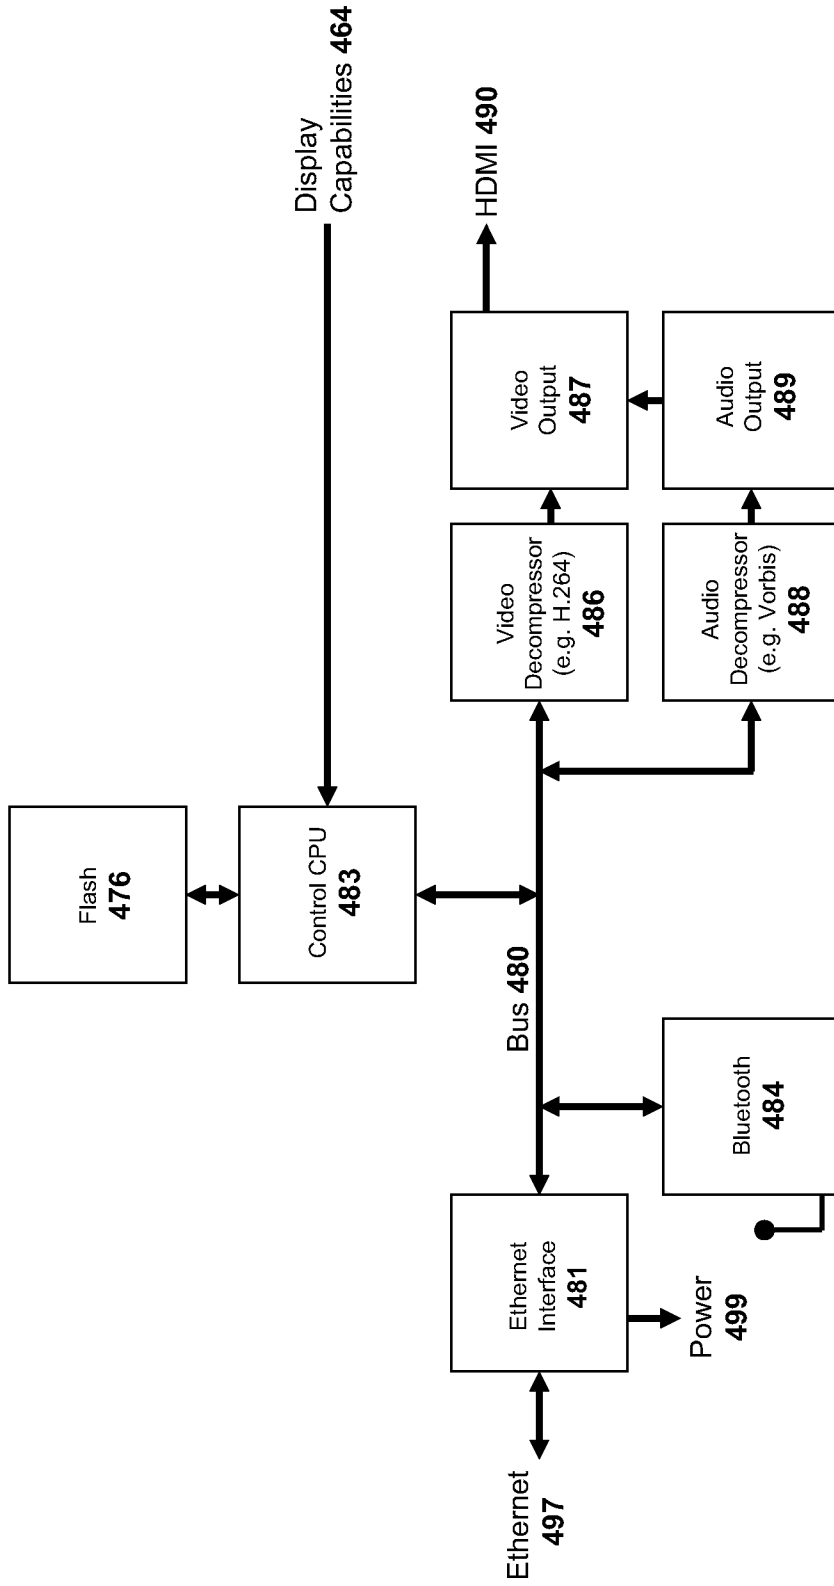 Flash
476
Display
Capabilities 464
Control CPU
483
HDMI 490
Video
Output
487
Video
Decompressor
(e.g. H.264)
486
Bus 480
Ethernet
Interface
481
Ethernet
497
Audio
Output
489
Audio
Decompressor
(e.g. Vorbis)
488
Bluetooth
484
Power
499